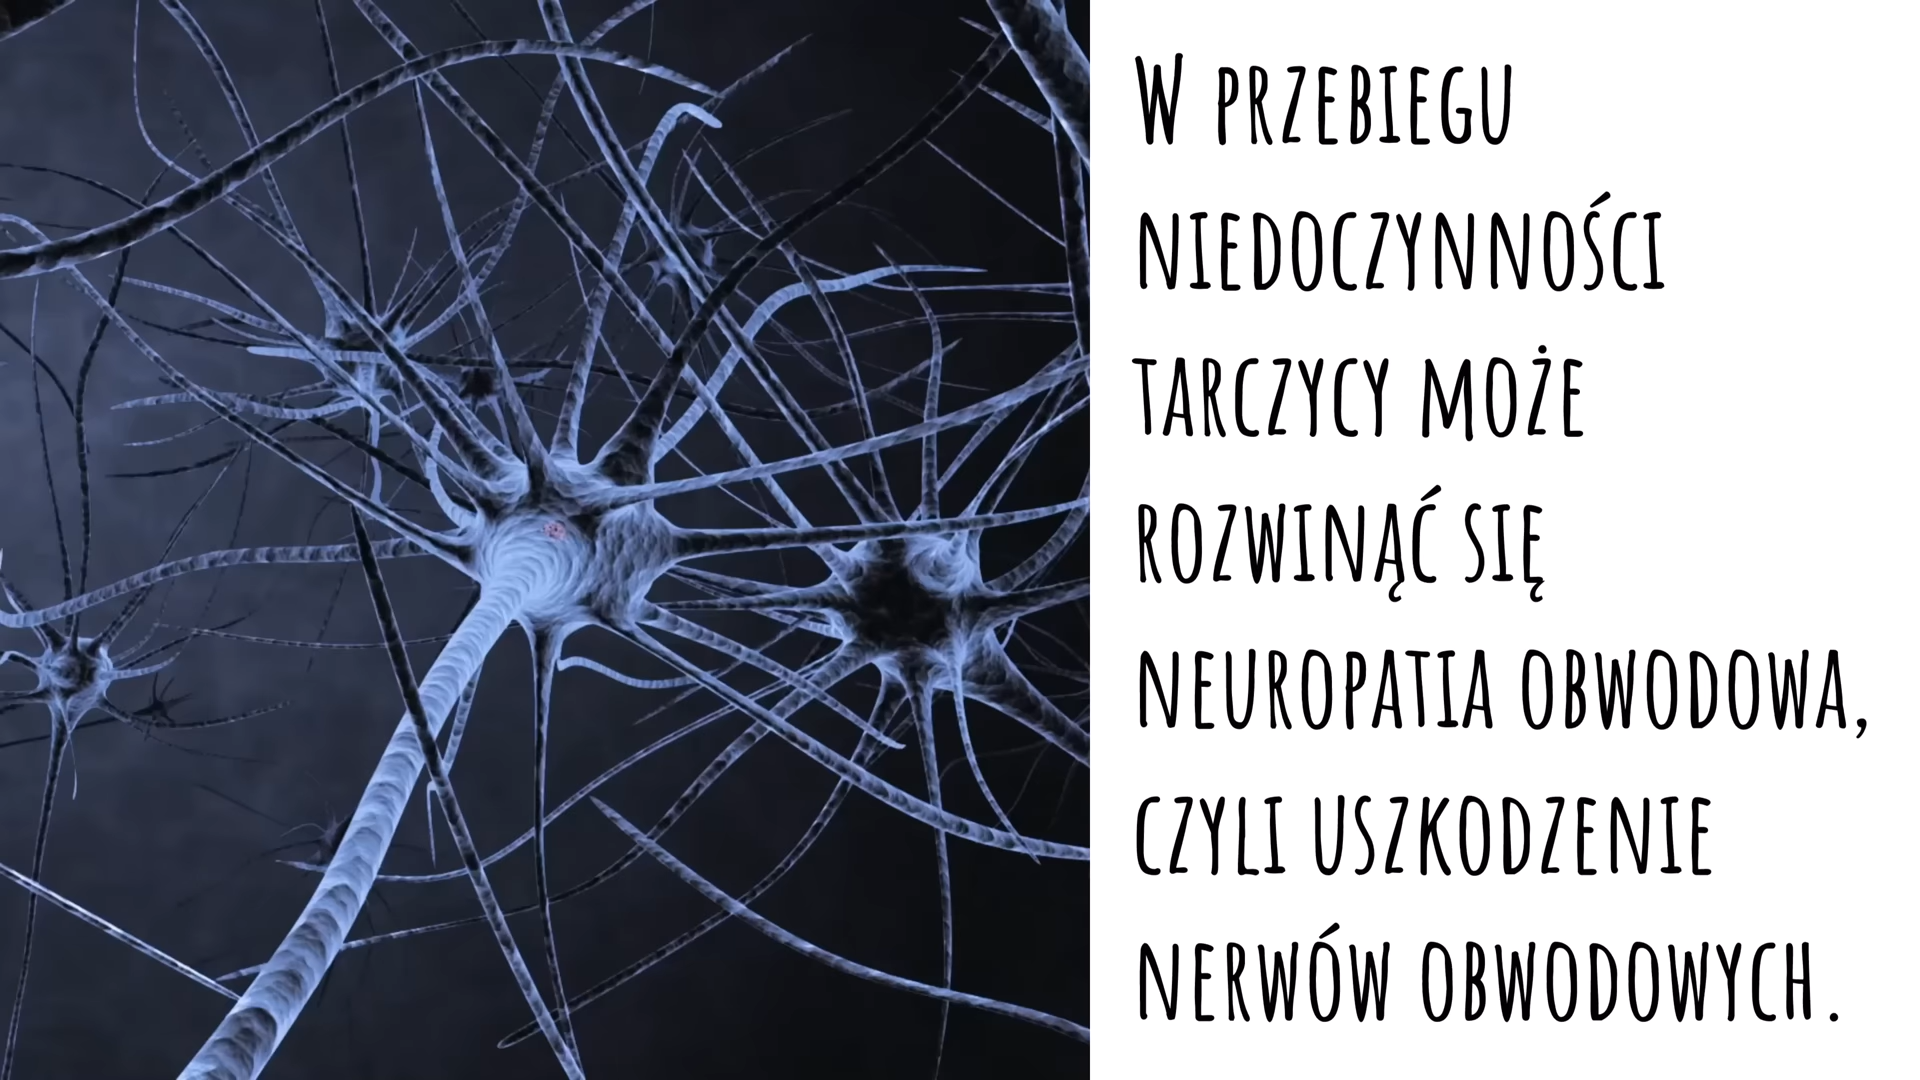 W PRZEBIEGU
NIEDOCZYNNOŚCI
TARCZYCY MOŻE
ROZWINĄĆ SIĘ
NEUROPATIA OBWODOWA,
CZYLI USZKODZENIE
NERWÓW OBWODOWYCH.